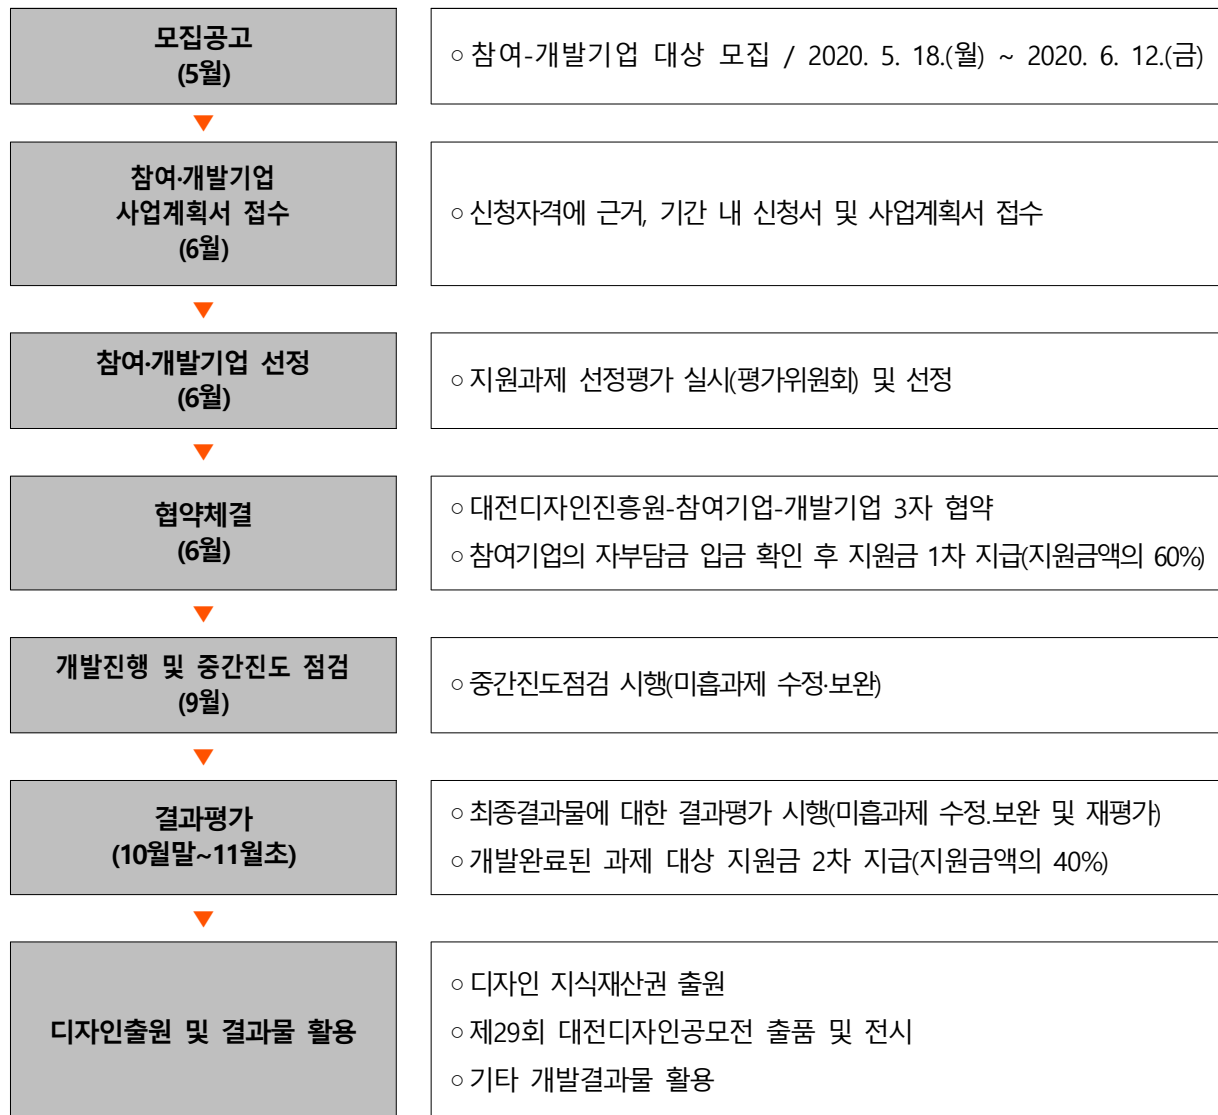 모집공고
(5월)
○ 참여-개발기업 대상 모집 / 2020. 5. 18.(월) ~ 2020. 6. 12.(금)
▼
참여·개발기업
사업계획서 접수
(6월)
○ 신청자격에 근거, 기간 내 신청서 및 사업계획서 접수
▼
참여·개발기업 선정
(6월)
○ 지원과제 선정평가 실시(평가위원회) 및 선정
▼
협약체결
(6월)
○ 대전디자인진흥원-참여기업-개발기업 3자 협약
○ 참여기업의 자부담금 입금 확인 후 지원금 1차 지급(지원금액의 60%)
▼
개발진행 및 중간진도 점검
(9월)
○ 중간진도점검 시행(미흡과제 수정·보완)
▼
결과평가
(10월말~11월초)
○ 최종결과물에 대한 결과평가 시행(미흡과제 수정.보완 및 재평가)
○ 개발완료된 과제 대상 지원금 2차 지급(지원금액의 40%)
▼
디자인출원 및 결과물 활용
○ 디자인 지식재산권 출원
○ 제29회 대전디자인공모전 출품 및 전시
○ 기타 개발결과물 활용